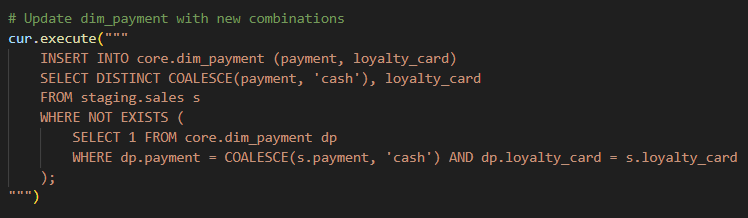 # Update dim_payment with new combinations
cur.execute("""
    INSERT INTO core.dim_payment (payment, loyalty_card)
    SELECT DISTINCT COALESCE(payment, 'cash'), loyalty_card
    FROM staging.sales s
    WHERE NOT EXISTS (
        SELECT 1 FROM core.dim_payment dp
        WHERE dp.payment = COALESCE(s.payment, 'cash') AND dp.loyalty_card = s.loyalty_card
    );
""")